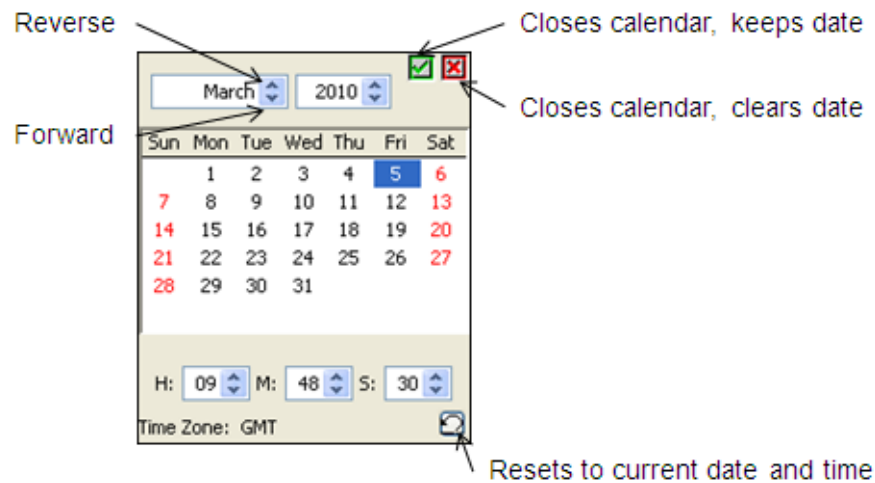 Reverse
Closes calendar, keeps date
March 2010
Closes calendar, clears date
Forward
Sun Mon Tue Wed Thu Fri Sat
1 2 3 4 5 6
7 8 9 10 11 12 13
14 15 16 17 18 19 20
21 22 23 24 25 26 27
28 29 30 31
H: 09 M: 48 S: 30
Time Zone: GMT
Resets to current date and time